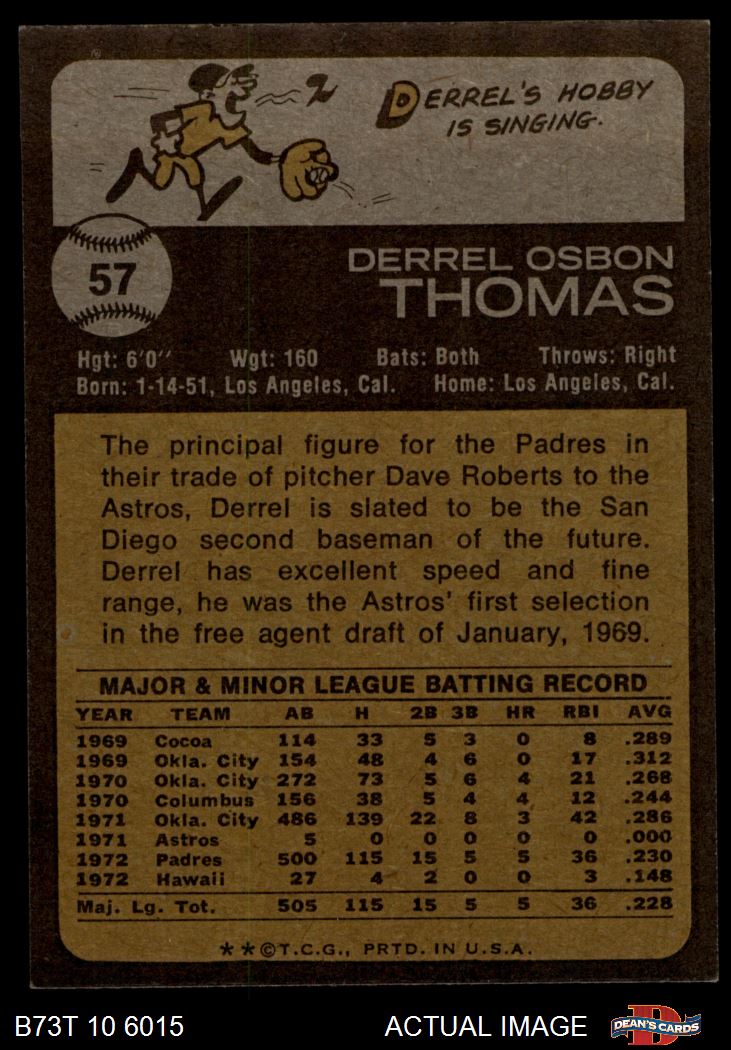 DERREL'S HOBBY
IS SINGING.
57
DERREL OSBON
THOMAS
Hgt: 6'0" Wgt: 160 Bats: Both Throws: Right
Born: 1-14-51, Los Angeles, Cal. Home: Los Angeles, Cal.
The principal figure for the Padres in
their trade of pitcher Dave Roberts to the
Astros, Derrel is slated to be the San
Diego second baseman of the future.
Derrel has excellent speed and fine
range, he was the Astros' first selection
in the free agent draft of January, 1969.
MAJOR & MINOR LEAGUE BATTING RECORD
YEAR TEAM AB H 2B 3B HR RBI AVG
1969 Cocoa 114 33 5 3 0 8 .289
1969 Okla. City 154 48 4 6 0 17 .312
1970 Okla. City 272 73 5 6 4 21 .268
1970 Columbus 156 38 5 4 4 12 .244
1971 Okla. City 486 139 22 8 3 42 .286
1971 Astros 5 0 0 0 0 0 .000
1972 Padres 500 115 15 5 5 36 .230
1972 Hawaii 27 4 2 0 0 3 .148
Maj. Lg. Tot. 505 115 15 5 5 36 .228
**©T.C.G., PRTD. IN U.S.A.
B73T 10 6015 ACTUAL IMAGE DEAN'S CARDS